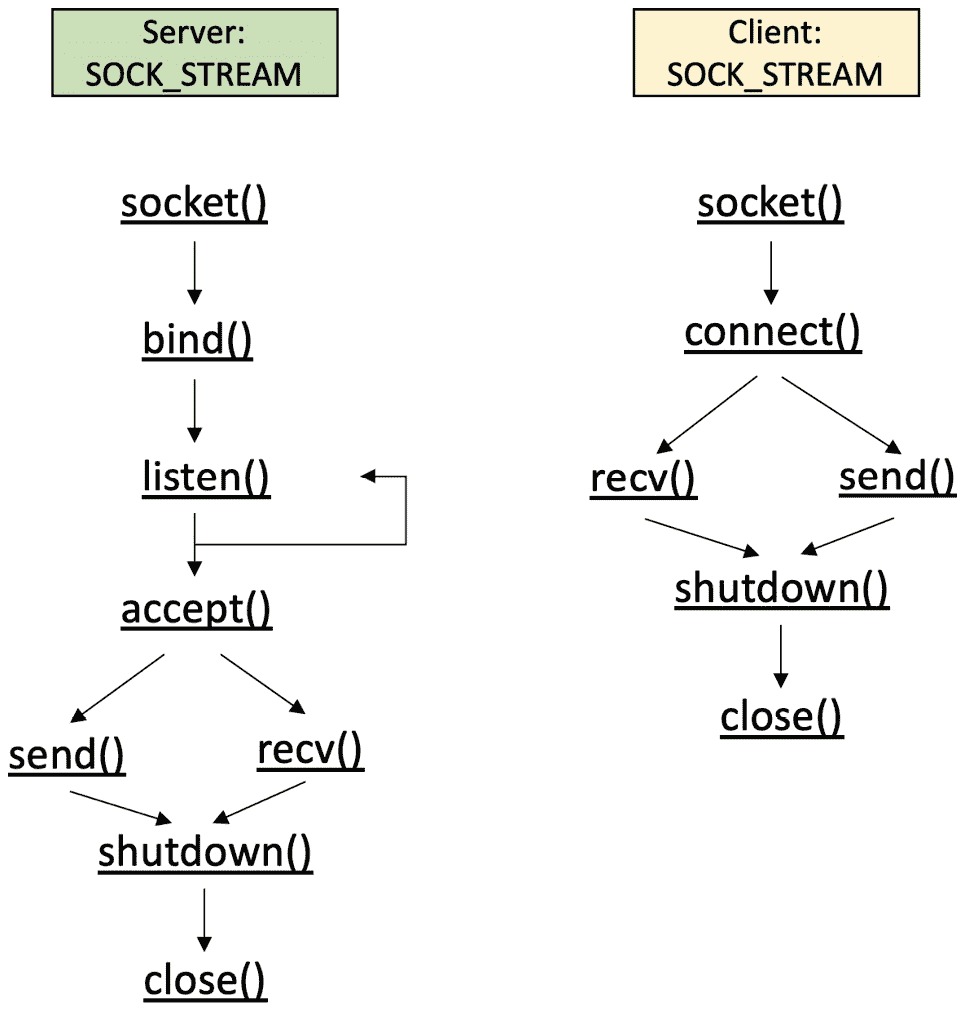 Server:
SOCK_STREAM
socket()
bind()
listen()
accept()
send()
recv()
shutdown()
close()
Client:
SOCK_STREAM
socket()
connect()
recv()
send()
shutdown()
close()